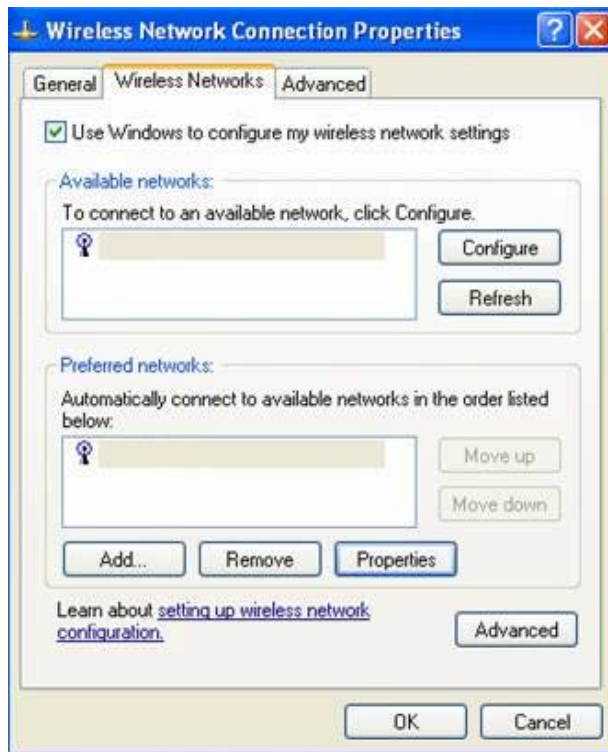 Wireless Network Connection Properties
General Wireless Networks Advanced
Use Windows to configure my wireless network settings
Available networks:
To connect to an available network, click Configure.
Configure
Refresh
Preferred networks:
Automatically connect to available networks in the order listed
below:
Move up
Move down
Add... Remove Properties
Learn about setting up wireless network
configuration.
Advanced
OK Cancel